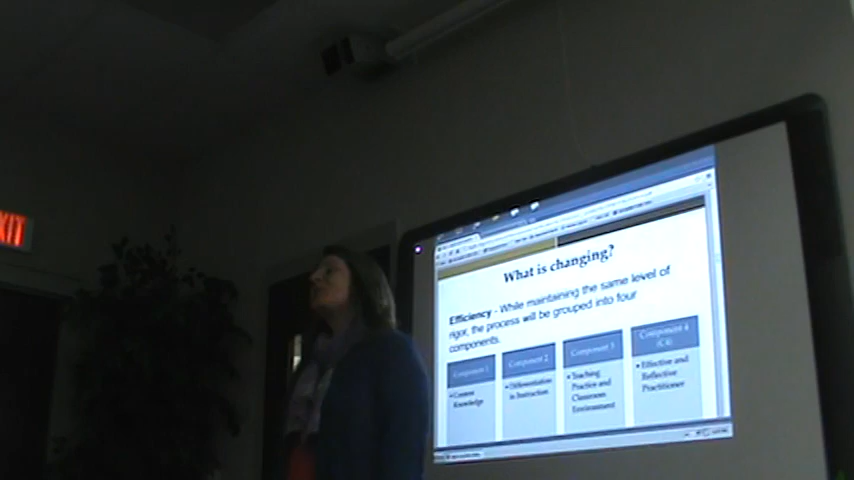 EXIT
What is changing?
Efficiency - While maintaining the same level of
rigor, the process will be grouped into four
components.
Component 1
Component 2
Component 3
Component 4
(C4)
• Content
Knowledge
• Differentiation
in Instruction
• Teaching
Practice and
Classroom
Environment
• Effective and
Reflective
Practitioner